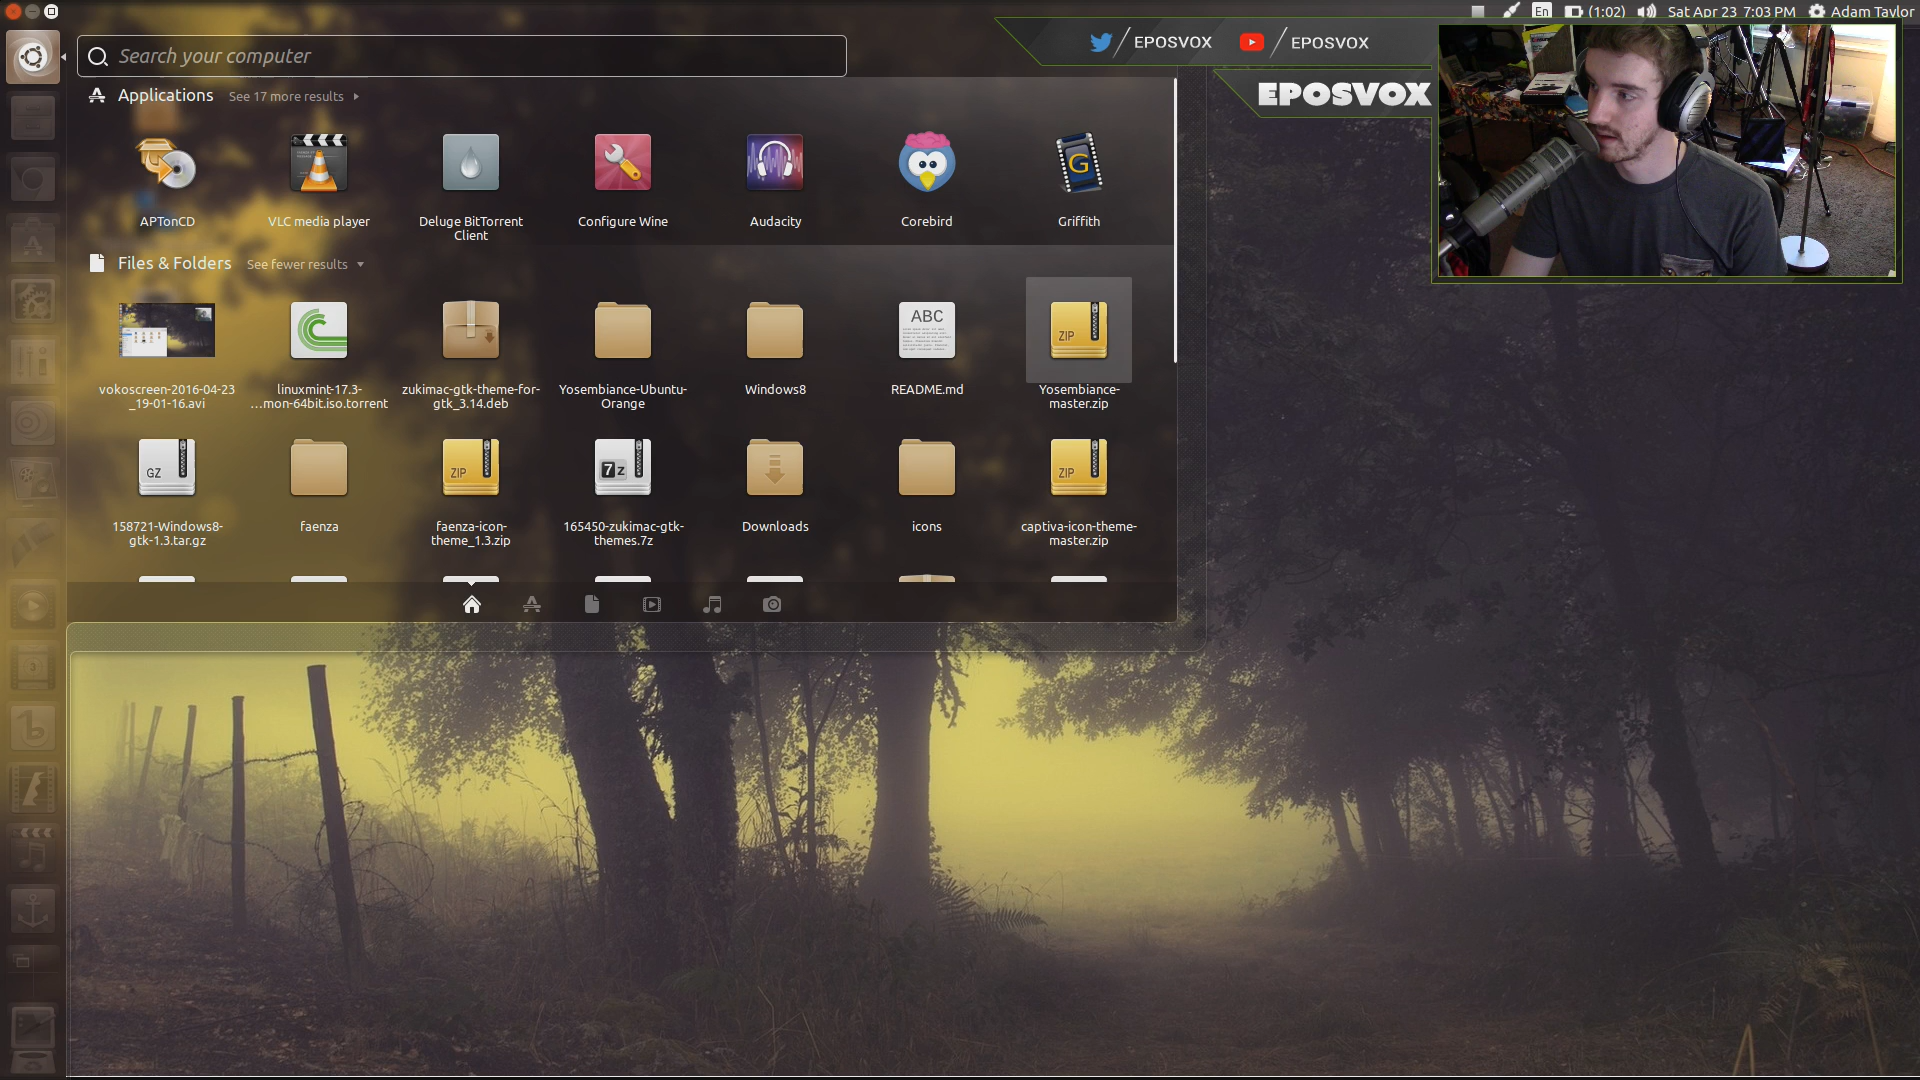 En (1:02) Sat Apr 23 7:03 PM Adam Taylor
Search your computer
EPOSVOX EPOSVOX
EPOSVOX
Applications See 17 more results
APTonCD
VLC media player
Deluge BitTorrent
Client
Configure Wine
Audacity
Corebird
G
Griffith
Files & Folders See fewer results
vokoscreen-2016-04-23
_19-01-16.avi
linuxmint-17.3-
...mon-64bit.iso.torrent
zukimac-gtk-theme-for-
gtk_3.14.deb
Yosembiance-Ubuntu-
Orange
Windows8
ABC
README.md
ZIP
Yosembiance-
master.zip
GZ
158721-Windows8-
gtk-1.3.tar.gz
faenza
ZIP
faenza-icon-
theme_1.3.zip
7z
165450-zukimac-gtk-
themes.7z
Downloads
icons
ZIP
captiva-icon-theme-
master.zip
3
b